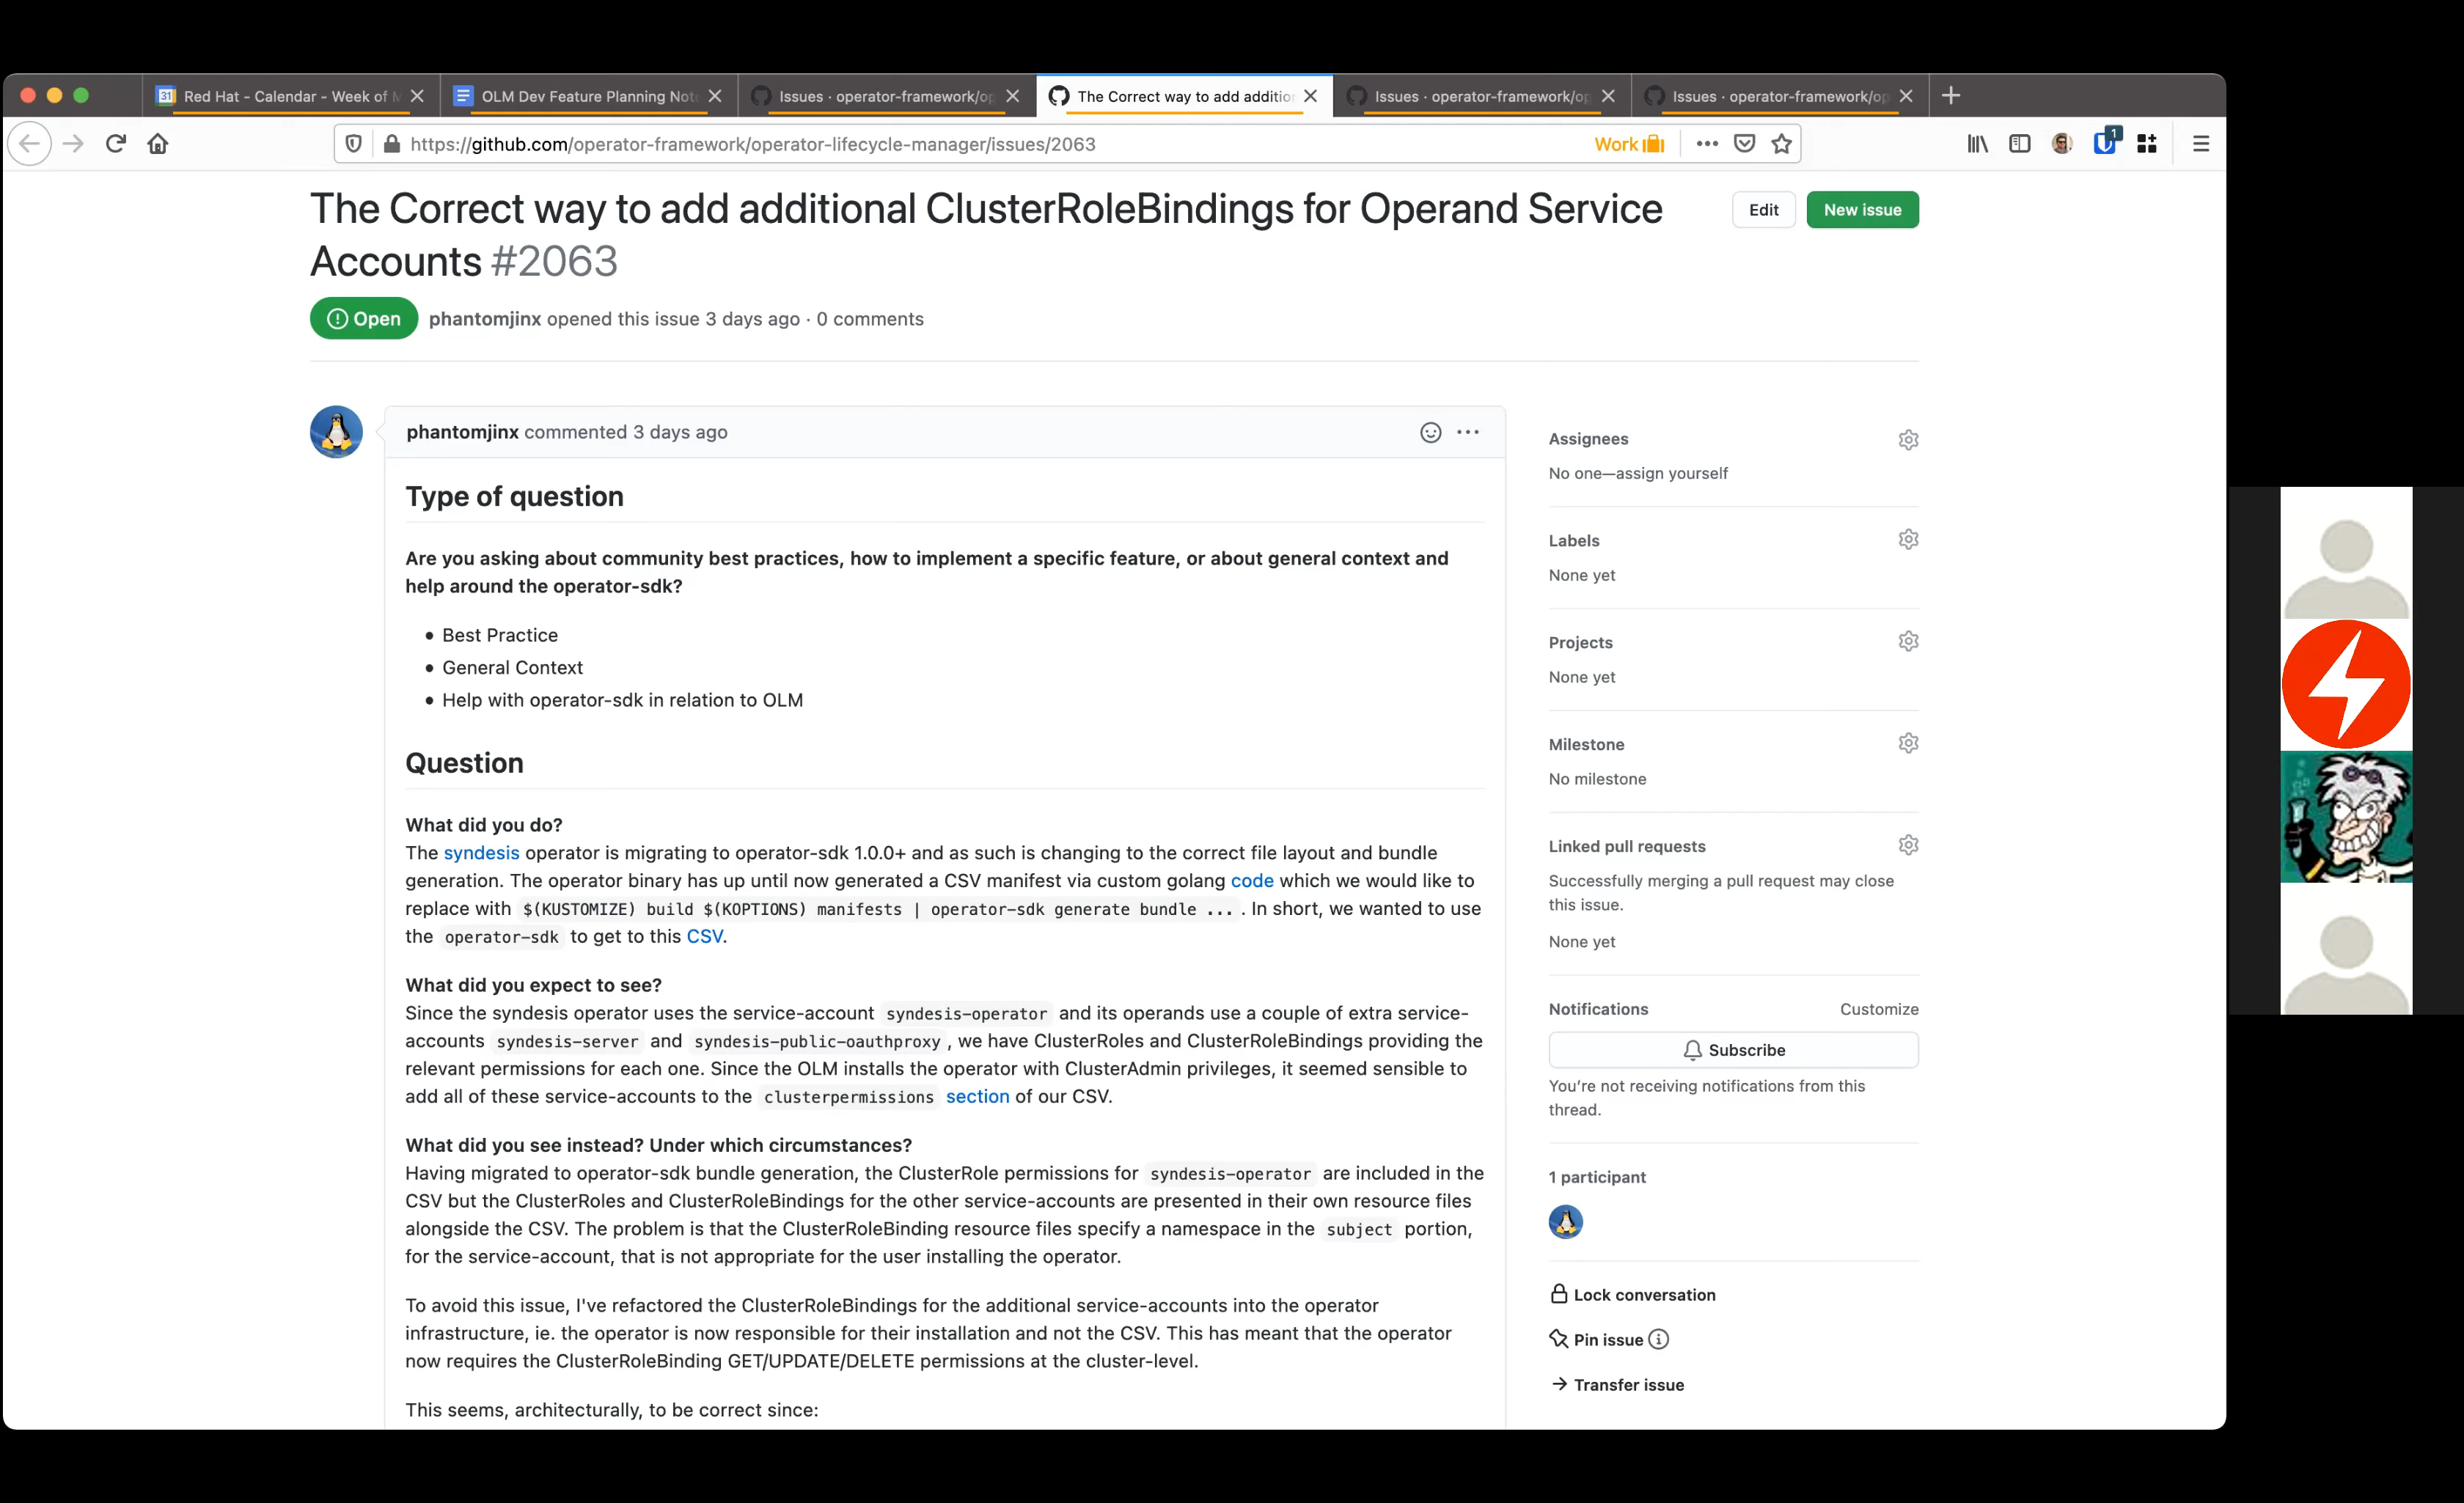 Red Hat - Calendar - Week of M
OLM Dev Feature Planning Note
Issues · operator-framework/op
The Correct way to add additio
Issues · operator-framework/op
Issues · operator-framework/op
https://github.com/operator-framework/operator-lifecycle-manager/issues/2063
Work
1
The Correct way to add additional ClusterRoleBindings for Operand Service
Accounts #2063
Edit
New issue
Open
phantomjinx opened this issue 3 days ago · 0 comments
phantomjinx commented 3 days ago
Type of question
Are you asking about community best practices, how to implement a specific feature, or about general context and
help around the operator-sdk?
• Best Practice
• General Context
• Help with operator-sdk in relation to OLM
Question
What did you do?
The syndesis operator is migrating to operator-sdk 1.0.0+ and as such is changing to the correct file layout and bundle
generation. The operator binary has up until now generated a CSV manifest via custom golang code which we would like to
replace with $(KUSTOMIZE) build $(KOPTIONS) manifests | operator-sdk generate bundle ... . In short, we wanted to use
the operator-sdk to get to this CSV.
What did you expect to see?
Since the syndesis operator uses the service-account syndesis-operator and its operands use a couple of extra service-
accounts syndesis-server and syndesis-public-oauthproxy , we have ClusterRoles and ClusterRoleBindings providing the
relevant permissions for each one. Since the OLM installs the operator with ClusterAdmin privileges, it seemed sensible to
add all of these service-accounts to the clusterpermissions section of our CSV.
What did you see instead? Under which circumstances?
Having migrated to operator-sdk bundle generation, the ClusterRole permissions for syndesis-operator are included in the
CSV but the ClusterRoles and ClusterRoleBindings for the other service-accounts are presented in their own resource files
alongside the CSV. The problem is that the ClusterRoleBinding resource files specify a namespace in the subject portion,
for the service-account, that is not appropriate for the user installing the operator.
To avoid this issue, I've refactored the ClusterRoleBindings for the additional service-accounts into the operator
infrastructure, ie. the operator is now responsible for their installation and not the CSV. This has meant that the operator
now requires the ClusterRoleBinding GET/UPDATE/DELETE permissions at the cluster-level.
This seems, architecturally, to be correct since:
Assignees
No one—assign yourself
Labels
None yet
Projects
None yet
Milestone
No milestone
Linked pull requests
Successfully merging a pull request may close
this issue.
None yet
Notifications
Customize
Subscribe
You're not receiving notifications from this
thread.
1 participant
Lock conversation
Pin issue
Transfer issue